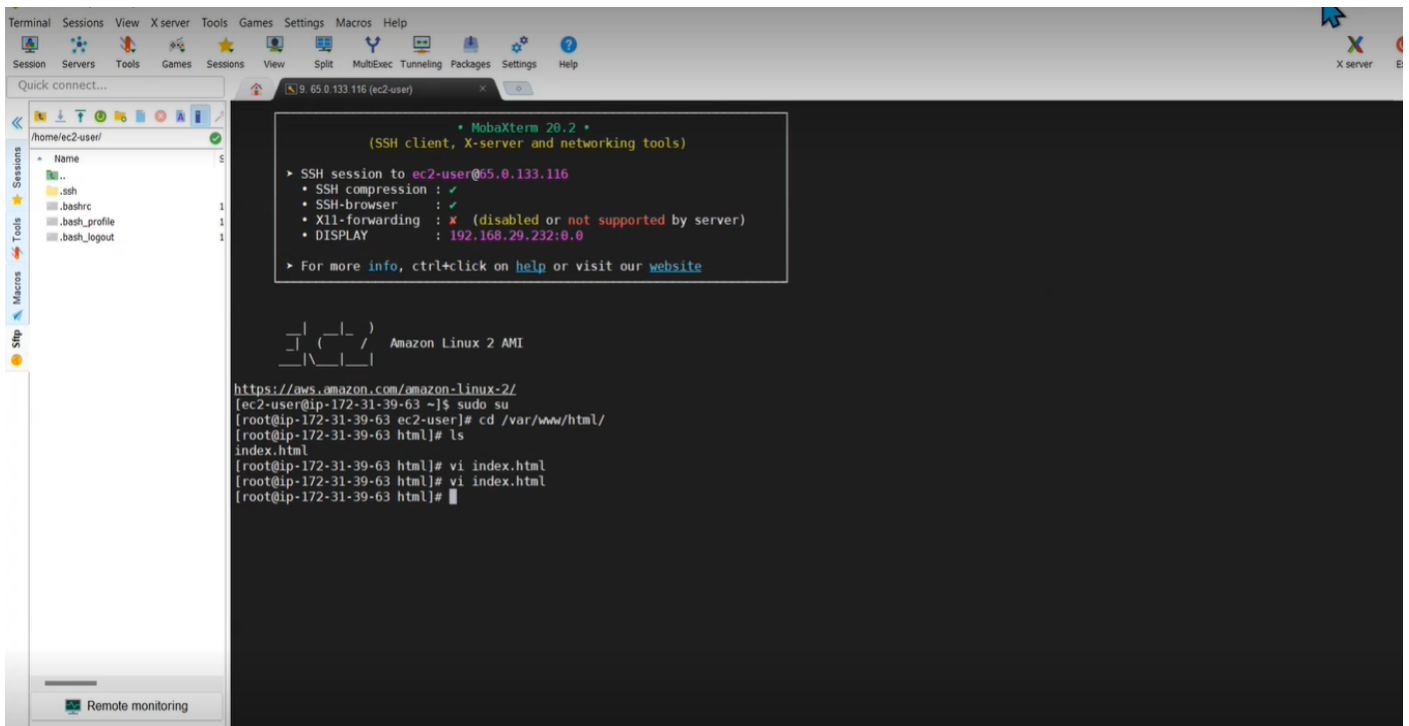 Terminal Sessions View X server Tools Games Settings Macros Help
Session Servers Tools Games Sessions View Split MultiExec Tunneling Packages Settings Help X server
Quick connect...
9. 65.0.133.116 (ec2-user)
/home/ec2-user/
Name S
..
.ssh
.bashrc 1
.bash_profile 1
.bash_logout 1
Sessions
Tools
Macros
Sftp
Remote monitoring
• MobaXterm 20.2 •
(SSH client, X-server and networking tools)
➤ SSH session to ec2-user@65.0.133.116
• SSH compression : ✔
• SSH-browser : ✔
• X11-forwarding : ✘ (disabled or not supported by server)
• DISPLAY : 192.168.29.232:0.0
➤ For more info, ctrl+click on help or visit our website
__| __|_ )
_| ( / Amazon Linux 2 AMI
___|\___|___|
https://aws.amazon.com/amazon-linux-2/
[ec2-user@ip-172-31-39-63 ~]$ sudo su
[root@ip-172-31-39-63 ec2-user]# cd /var/www/html/
[root@ip-172-31-39-63 html]# ls
index.html
[root@ip-172-31-39-63 html]# vi index.html
[root@ip-172-31-39-63 html]# vi index.html
[root@ip-172-31-39-63 html]#